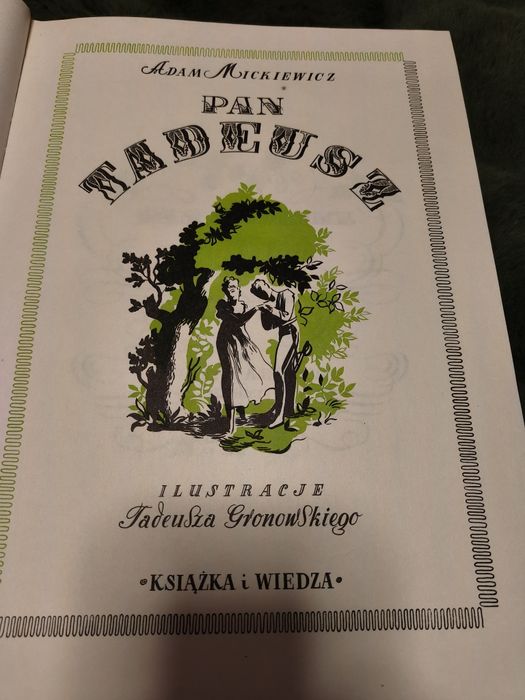 ADAM MICKIEWICZ
PAN
TADEUSZ
ILUSTRACJE
Tadeusza Gronowskiego
•KSIĄŻKA i WIEDZA•